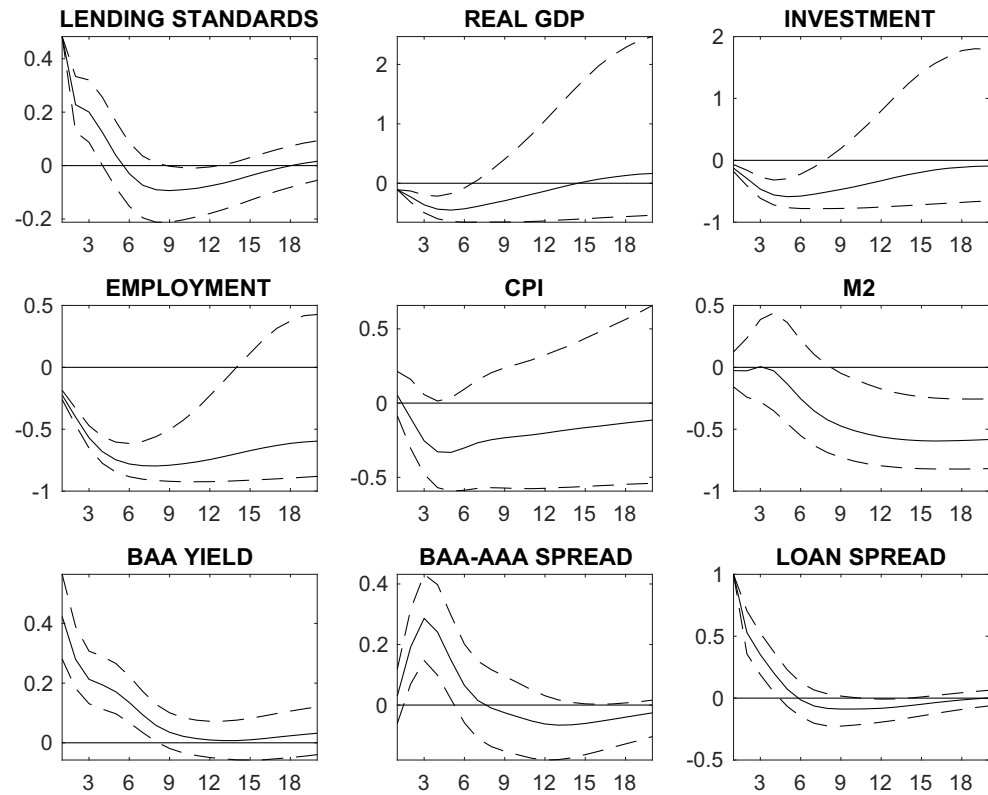 LENDING STANDARDS
0.4
0.2
0
-0.2
3 6 9 12 15 18
REAL GDP
2
1
0
3 6 9 12 15 18
INVESTMENT
2
1
0
-1
3 6 9 12 15 18
EMPLOYMENT
0.5
0
-0.5
-1
3 6 9 12 15 18
CPI
0.5
0
-0.5
3 6 9 12 15 18
M2
0.5
0
-0.5
-1
3 6 9 12 15 18
BAA YIELD
0.4
0.2
0
3 6 9 12 15 18
BAA-AAA SPREAD
0.4
0.2
0
3 6 9 12 15 18
LOAN SPREAD
1
0.5
0
-0.5
3 6 9 12 15 18